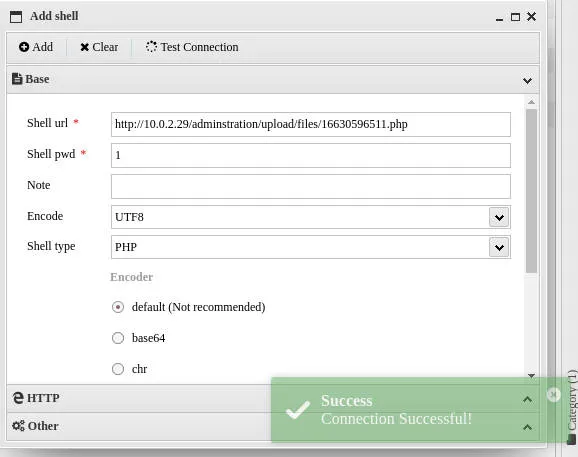 Add shell
Add Clear Test Connection
Base
Shell url * http://10.0.2.29/adminstration/upload/files/16630596511.php
Shell pwd * 1
Note
Encode UTF8
Shell type PHP
Encoder
default (Not recommended)
base64
chr
HTTP
Success
Connection Successful!
Other
Category (1)